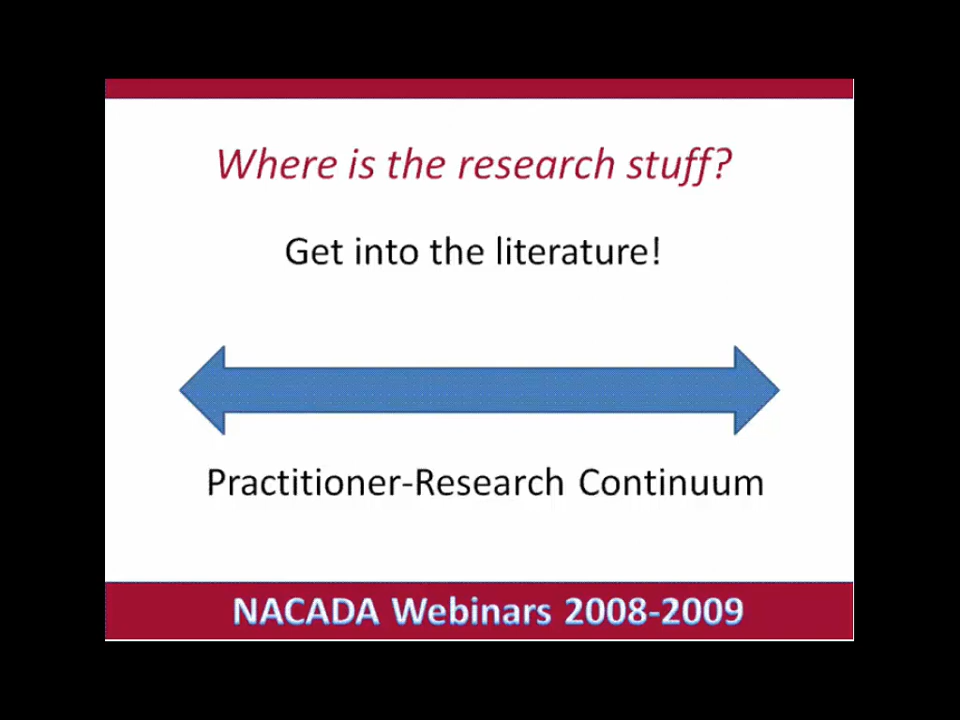 Where is the research stuff?
Get into the literature!
Practitioner-Research Continuum
NACADA Webinars 2008-2009